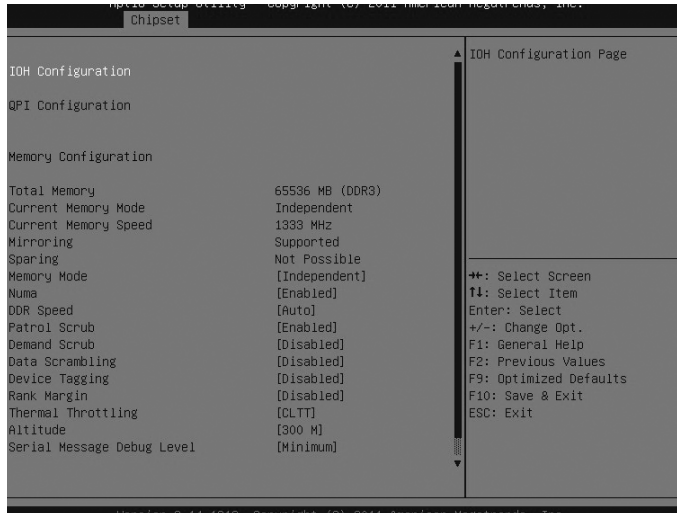 Chipset
IOH Configuration
QPI Configuration
Memory Configuration
Total Memory 65536 MB (DDR3)
Current Memory Mode Independent
Current Memory Speed 1333 MHz
Mirroring Supported
Sparing Not Possible
Memory Mode [Independent]
Numa [Enabled]
DDR Speed [Auto]
Patrol Scrub [Enabled]
Demand Scrub [Disabled]
Data Scrambling [Disabled]
Device Tagging [Disabled]
Rank Margin [Disabled]
Thermal Throttling [CLTT]
Altitude [300 M]
Serial Message Debug Level [Minimum]
IOH Configuration Page
→←: Select Screen
↑↓: Select Item
Enter: Select
+/-: Change Opt.
F1: General Help
F2: Previous Values
F9: Optimized Defaults
F10: Save & Exit
ESC: Exit